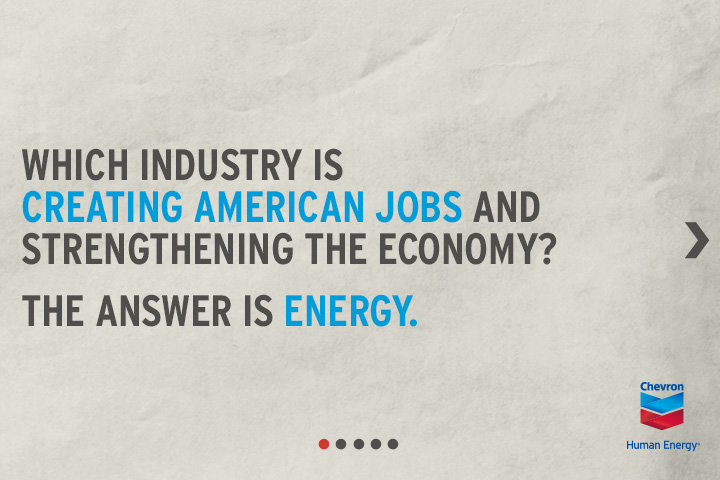 WHICH INDUSTRY IS
CREATING AMERICAN JOBS AND
STRENGTHENING THE ECONOMY?
THE ANSWER IS ENERGY.
Chevron
Human Energy®